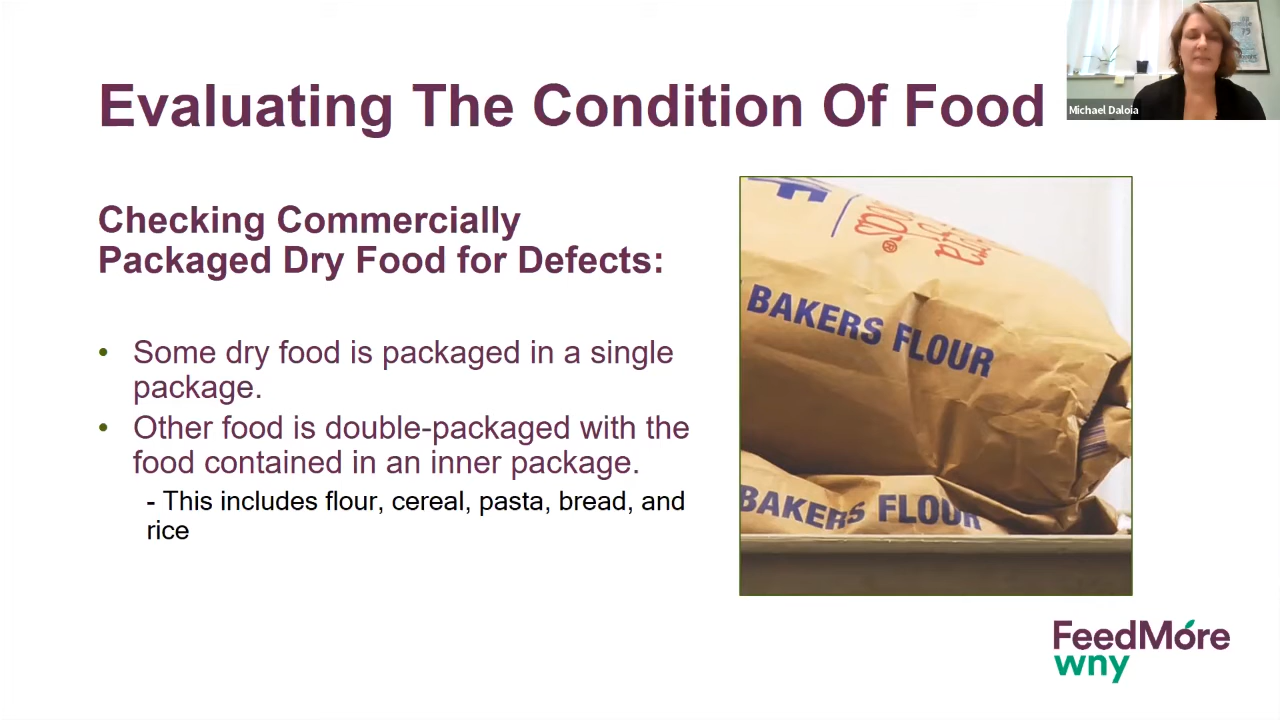 Evaluating The Condition Of Food
Michael Daloia
Checking Commercially
Packaged Dry Food for Defects:
• Some dry food is packaged in a single
package.
• Other food is double-packaged with the
food contained in an inner package.
- This includes flour, cereal, pasta, bread, and
rice
BAKERS FLOUR
BAKERS FLOUR
FeedMore
wny